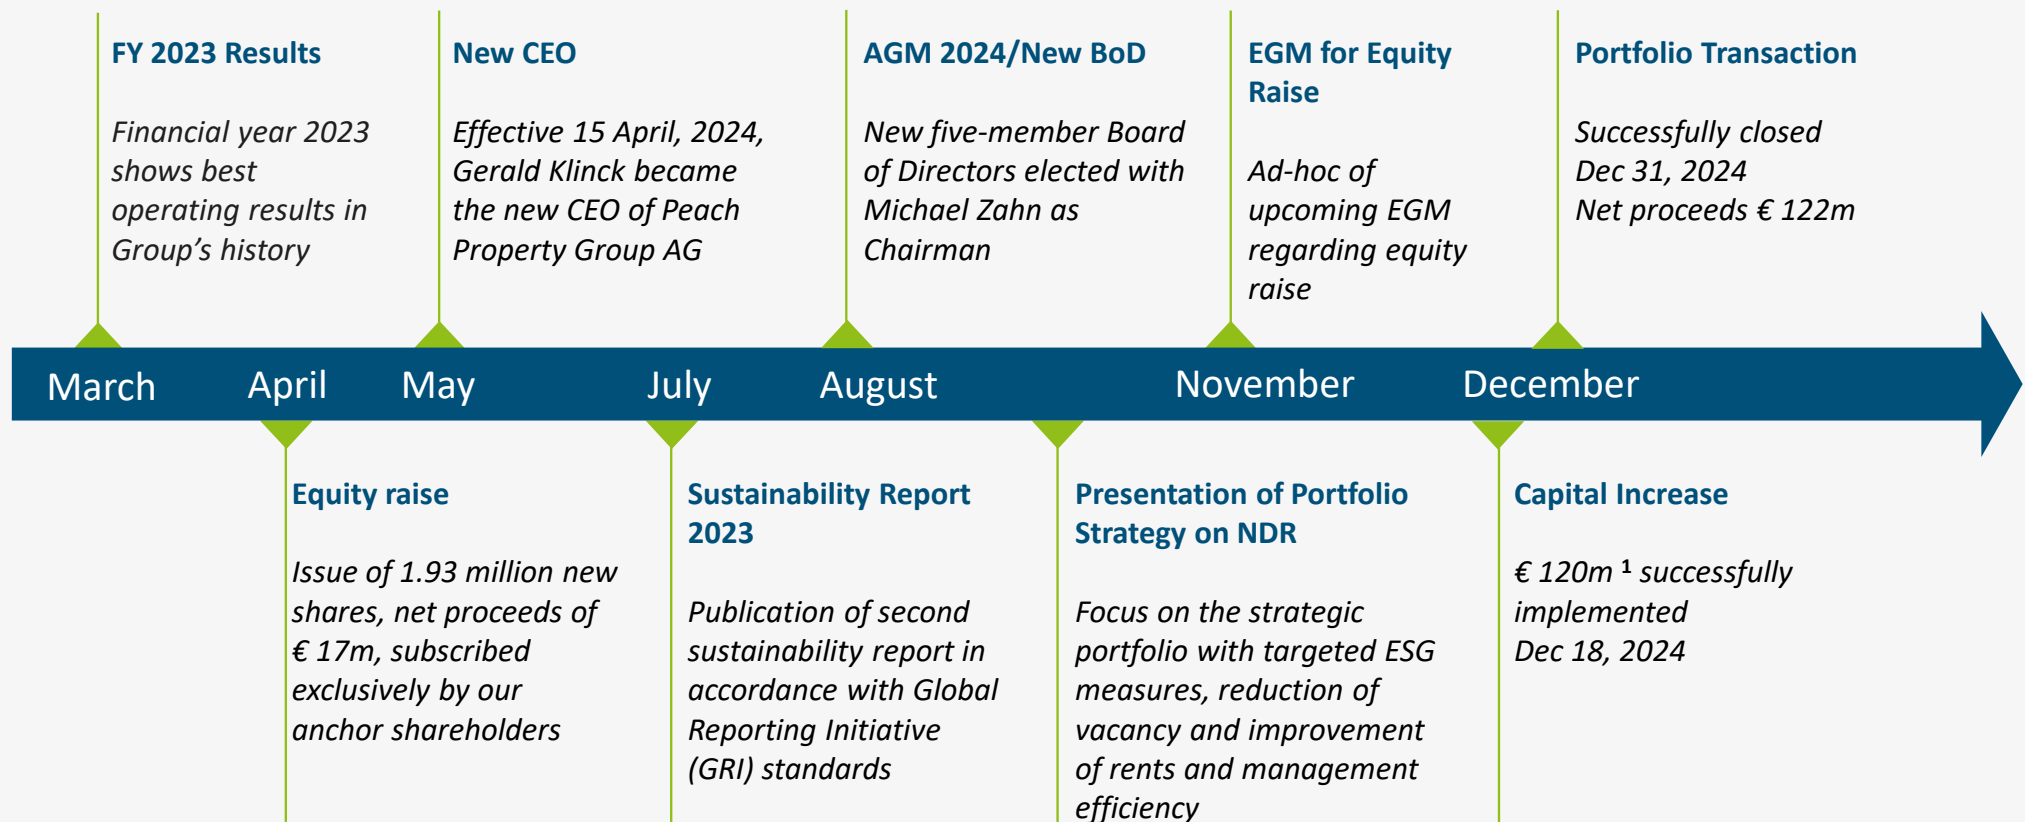 FY 2023 Results
Financial year 2023
shows best
operating results in
Group’s history
New CEO
Effective 15 April, 2024,
Gerald Klinck became
the new CEO of Peach
Property Group AG
AGM 2024/New BoD
New five-member Board
of Directors elected with
Michael Zahn as
Chairman
EGM for Equity
Raise
Ad-hoc of
upcoming EGM
regarding equity
raise
Portfolio Transaction
Successfully closed
Dec 31, 2024
Net proceeds € 122m
March
April
May
July
August
November
December
Equity raise
Issue of 1.93 million new
shares, net proceeds of
€ 17m, subscribed
exclusively by our
anchor shareholders
Sustainability Report
2023
Publication of second
sustainability report in
accordance with Global
Reporting Initiative
(GRI) standards
Presentation of Portfolio
Strategy on NDR
Focus on the strategic
portfolio with targeted ESG
measures, reduction of
vacancy and improvement
of rents and management
efficiency
Capital Increase
€ 120m ¹ successfully
implemented
Dec 18, 2024